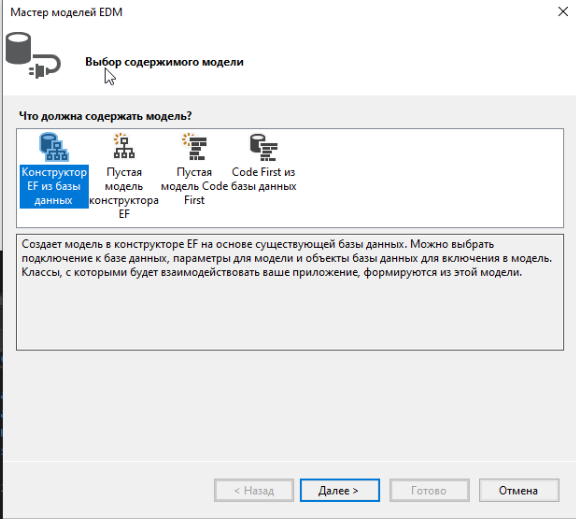 Мастер моделей EDM
Выбор содержимого модели
Что должна содержать модель?
Конструктор
EF из базы
данных
Пустая
модель
конструктора
EF
Пустая
модель Code
First
Code First из
базы данных
Создает модель в конструкторе EF на основе существующей базы данных. Можно выбрать
подключение к базе данных, параметры для модели и объекты базы данных для включения в модель.
Классы, с которыми будет взаимодействовать ваше приложение, формируются из этой модели.
< Назад
Далее >
Готово
Отмена